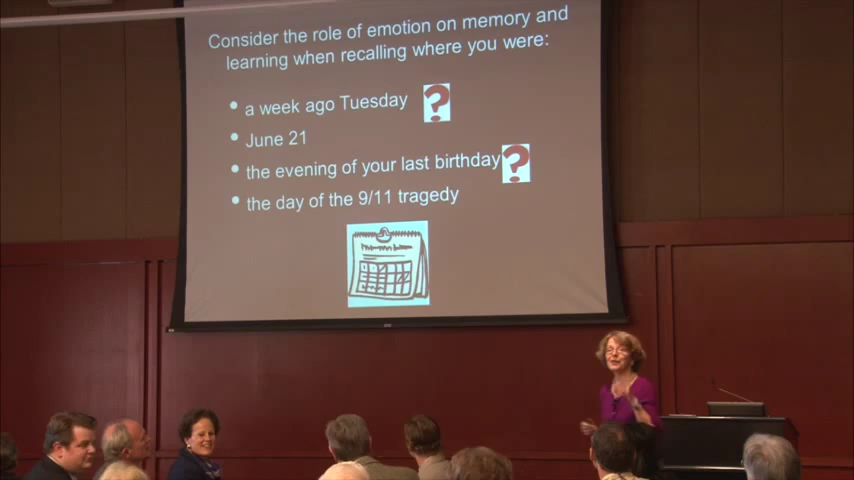 Consider the role of emotion on memory and
learning when recalling where you were:
• a week ago Tuesday ?
• June 21
• the evening of your last birthday ?
• the day of the 9/11 tragedy